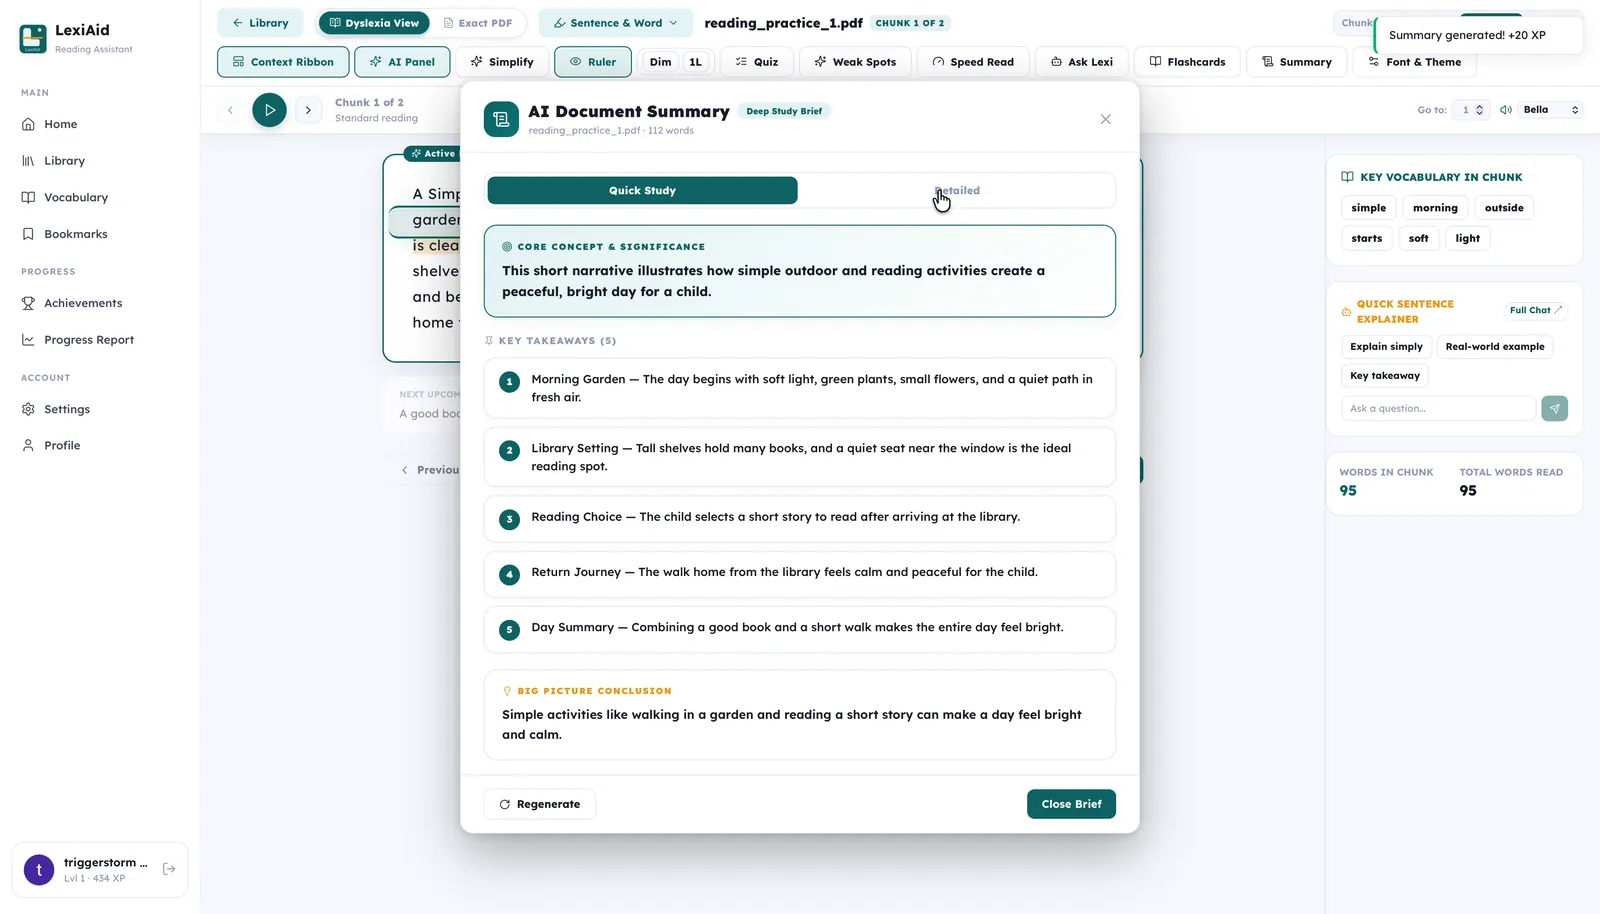 LexiAid
Reading Assistant
MAIN
Home
Library
Vocabulary
Bookmarks
PROGRESS
Achievements
Progress Report
ACCOUNT
Settings
Profile
t
triggerstorm ...
Lvl 1 · 434 XP
Library
Dyslexia View
Exact PDF
Sentence & Word
reading_practice_1.pdf
CHUNK 1 OF 2
Chunk
Summary generated! +20 XP
Context Ribbon
AI Panel
Simplify
Ruler
Dim
1L
Quiz
Weak Spots
Speed Read
Ask Lexi
Flashcards
Summary
Font & Theme
Chunk 1 of 2
Standard reading
Go to:
1
Bella
Active
A Simp
garde
is clea
shelve
and be
home
NEXT UPCOM
A good boo
Previou
AI Document Summary
Deep Study Brief
reading_practice_1.pdf · 112 words
Quick Study
Detailed
CORE CONCEPT & SIGNIFICANCE
This short narrative illustrates how simple outdoor and reading activities create a
peaceful, bright day for a child.
KEY TAKEAWAYS (5)
1
Morning Garden — The day begins with soft light, green plants, small flowers, and a quiet path in
fresh air.
2
Library Setting — Tall shelves hold many books, and a quiet seat near the window is the ideal
reading spot.
3
Reading Choice — The child selects a short story to read after arriving at the library.
4
Return Journey — The walk home from the library feels calm and peaceful for the child.
5
Day Summary — Combining a good book and a short walk makes the entire day feel bright.
BIG PICTURE CONCLUSION
Simple activities like walking in a garden and reading a short story can make a day feel bright
and calm.
Regenerate
Close Brief
KEY VOCABULARY IN CHUNK
simple
morning
outside
starts
soft
light
QUICK SENTENCE
EXPLAINER
Full Chat
Explain simply
Real-world example
Key takeaway
Ask a question...
WORDS IN CHUNK
TOTAL WORDS READ
95
95